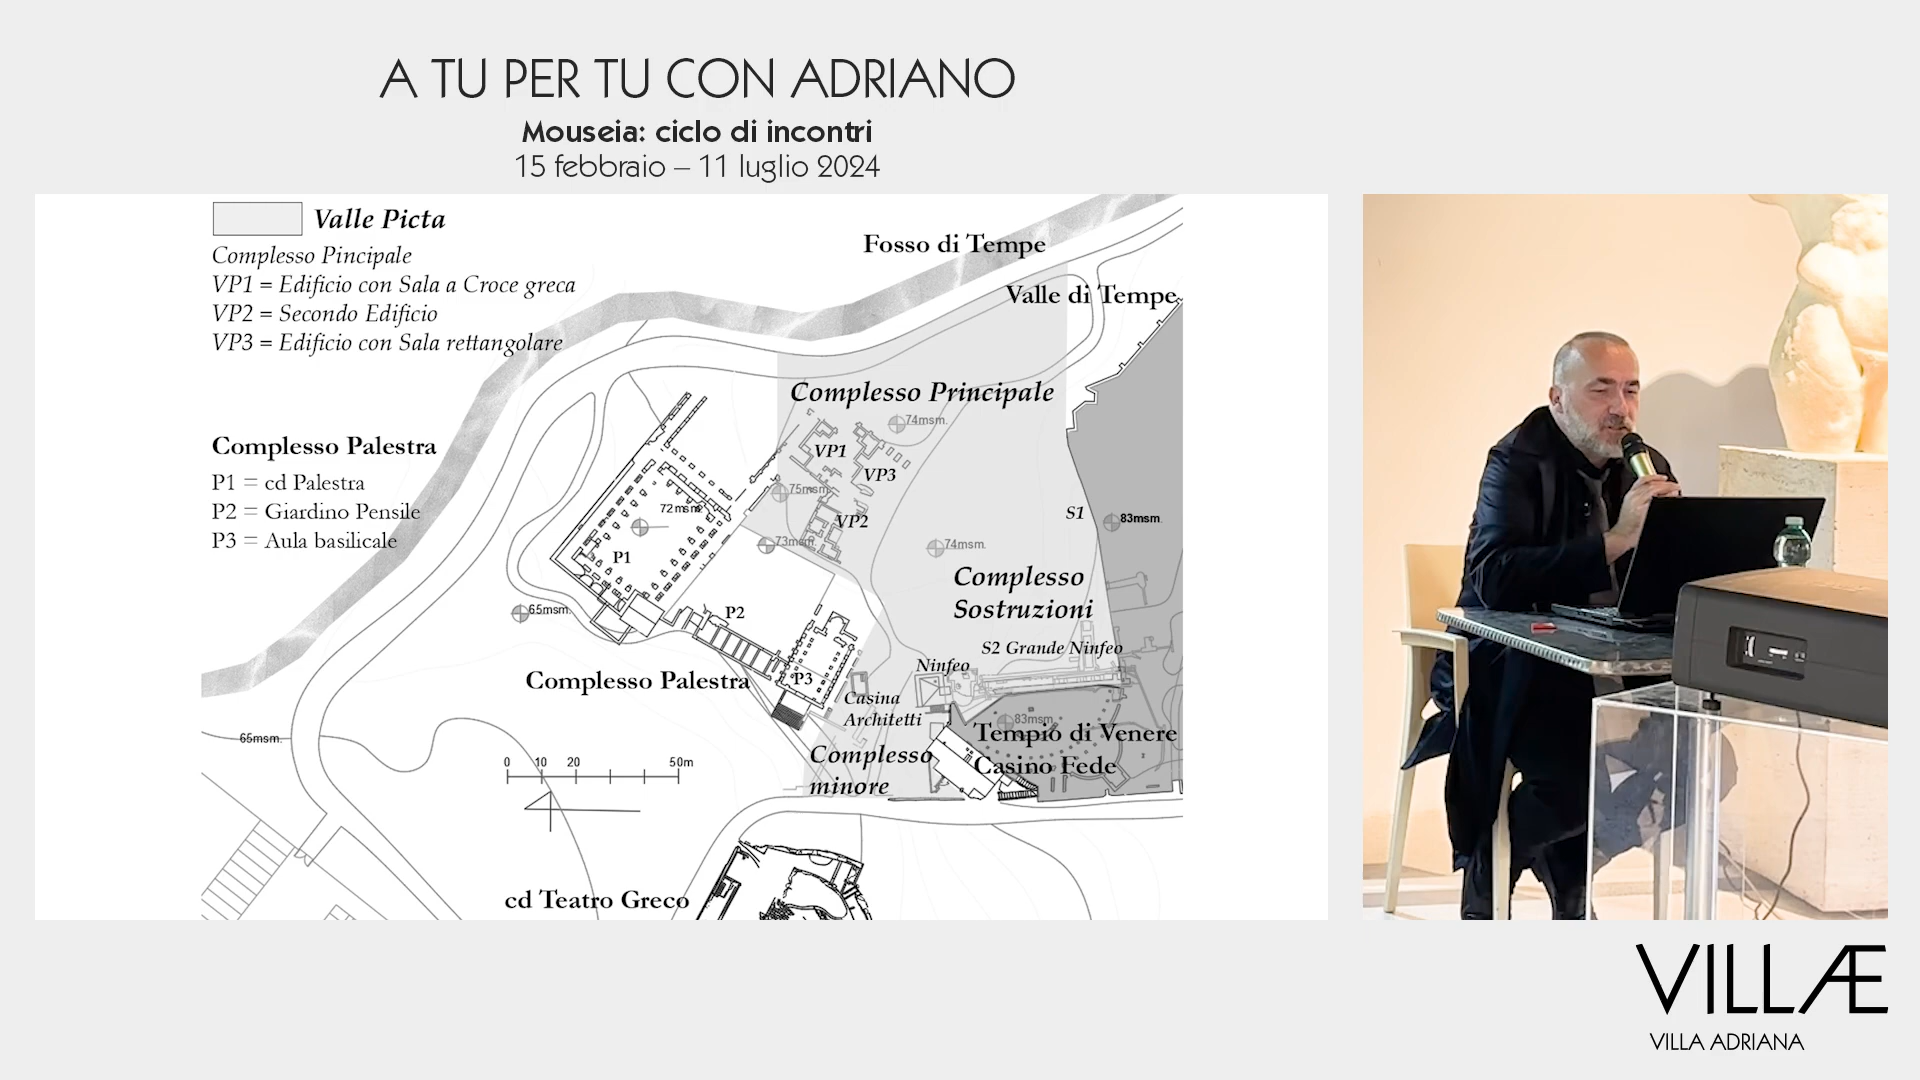 A TU PER TU CON ADRIANO
Mouseia: ciclo di incontri
15 febbraio – 11 luglio 2024
Valle Picta
Complesso Pincipale
VP1 = Edificio con Sala a Croce greca
VP2 = Secondo Edificio
VP3 = Edificio con Sala rettangolare
Complesso Palestra
P1 = cd Palestra
P2 = Giardino Pensile
P3 = Aula basilicale
Fosso di Tempe
Valle di Tempe
Complesso Principale
74msm.
VP1
VP3
75msm.
72msm.
VP2
S1
83msm.
73msm.
74msm.
P1
Complesso
Sostruzioni
65msm.
P2
S2 Grande Ninfeo
Ninfeo
Complesso Palestra
P3
Casina
Architetti
83msm.
Tempio di Venere
Casino Fede
65msm.
Complesso
minore
0 10 20 50m
cd Teatro Greco
VILLÆ
VILLA ADRIANA